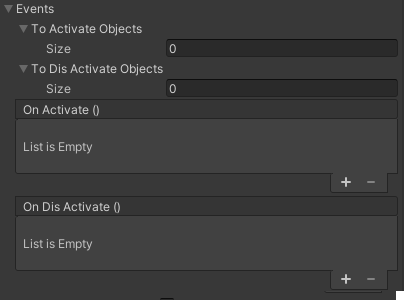 Events
To Activate Objects
Size 0
To Dis Activate Objects
Size 0
On Activate ()
List is Empty
+ −
On Dis Activate ()
List is Empty
+ −